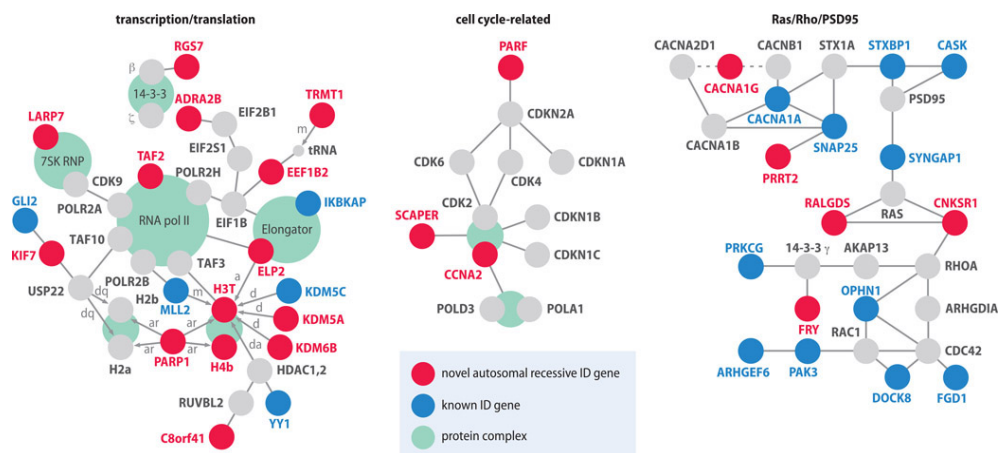 transcription/translation
RGS7
β
14-3-3
ζ
ADRA2B
EIF2B1
TRMT1
m
tRNA
LARP7
7SK RNP
TAF2
EIF2S1
POLR2H
EEF1B2
CDK9
GLI2
POLR2A
RNA pol II
EIF1B
IKBKAP
Elongator
TAF10
KIF7
TAF3
ELP2
POLR2B
USP22
dq
H2b
MLL2
m
H3T
a
d
KDM5C
dq
ar
ar
d
KDM5A
d
KDM6B
ar
ar
da
H2a
PARP1
H4b
HDAC1,2
RUVBL2
YY1
C8orf41
cell cycle-related
PARF
CDKN2A
CDK6
CDK4
CDKN1A
CDK2
SCAPER
CDKN1B
CCNA2
CDKN1C
POLD3
POLA1
novel autosomal recessive ID gene
known ID gene
protein complex
Ras/Rho/PSD95
CACNA2D1
CACNB1
STX1A
STXBP1
CASK
CACNA1G
PSD95
CACNA1A
CACNA1B
SNAP25
SYNGAP1
PRRT2
RALGDS
RAS
CNKSR1
PRKCG
14-3-3 γ
AKAP13
RHOA
OPHN1
FRY
RAC1
ARHGDIA
CDC42
ARHGEF6
PAK3
DOCK8
FGD1